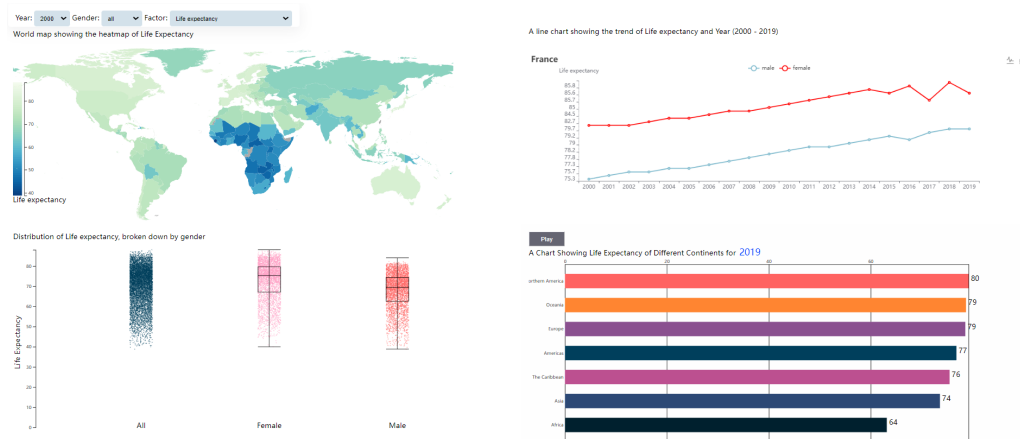 Year: 2000 Gender: all Factor: Life expectancy
World map showing the heatmap of Life Expectancy
80
70
60
50
40
Life expectancy
A line chart showing the trend of Life expectancy and Year (2000 - 2019)
France
Life expectancy
male female
85.8
85.6
85.7
85
84.5
82.7
79.7
79.2
79
78.2
77.8
77.3
75.7
75.3
2000 2001 2002 2003 2004 2005 2006 2007 2008 2009 2010 2011 2012 2013 2014 2015 2016 2017 2018 2019
Distribution of Life expectancy, broken down by gender
Life Expectancy
80
70
60
50
40
30
20
10
0
All Female Male
Play
A Chart Showing Life Expectancy of Different Continents for 2019
0 20 40 60
orthern America 80
Oceania 79
Europe 79
Americas 77
The Caribbean 76
Asia 74
Africa 64